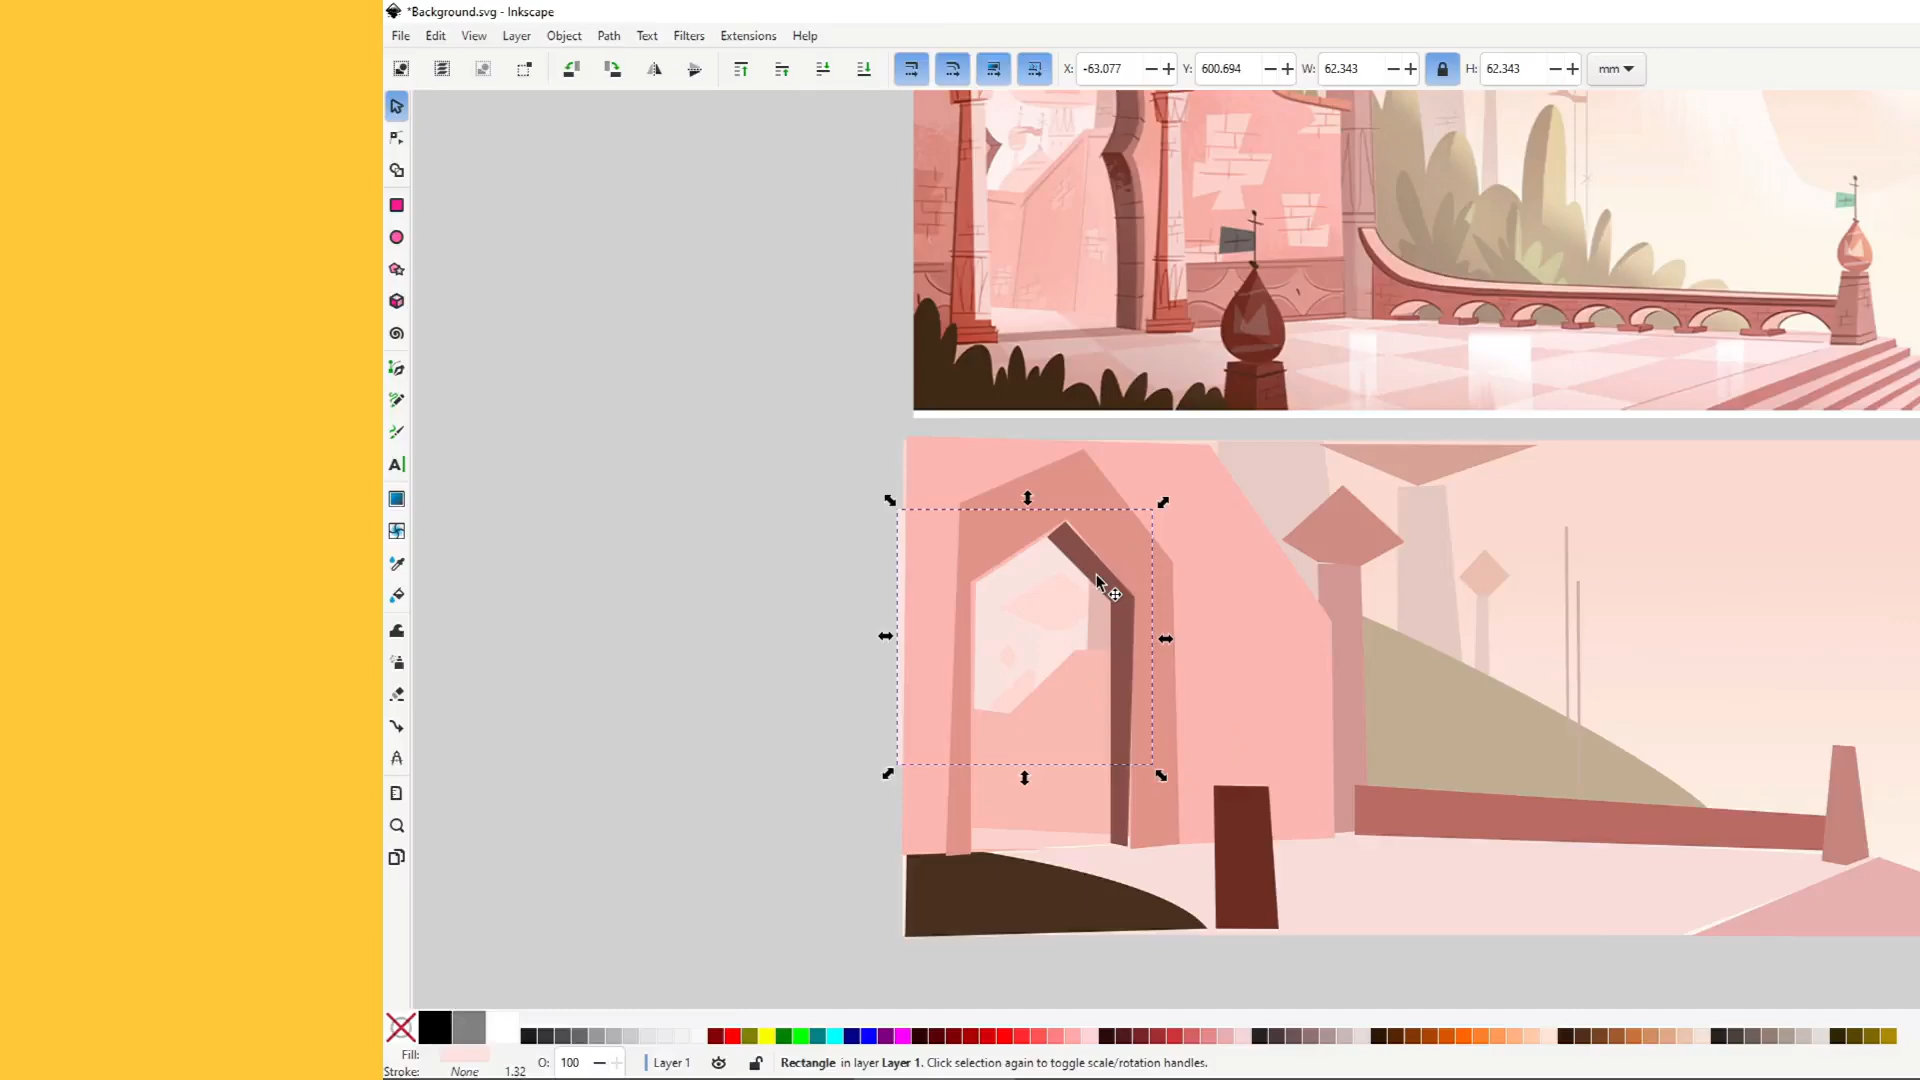 *Background.svg - Inkscape
File Edit View Layer Object Path Text Filters Extensions Help
X: -63.077 Y: 600.694 W: 62.343 H: 62.343 mm
A
Fill:
O: 100 Layer 1 Rectangle in layer Layer 1. Click selection again to toggle scale/rotation handles.
Stroke: None 1.32